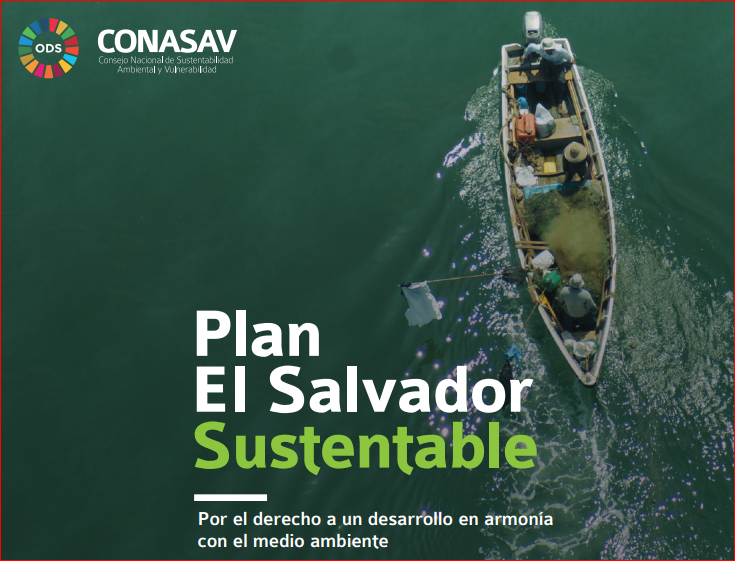 ODS
CONASAV
Consejo Nacional de Sustentabilidad
Ambiental y Vulnerabilidad
Plan
El Salvador
Sustentable
Por el derecho a un desarrollo en armonía
con el medio ambiente